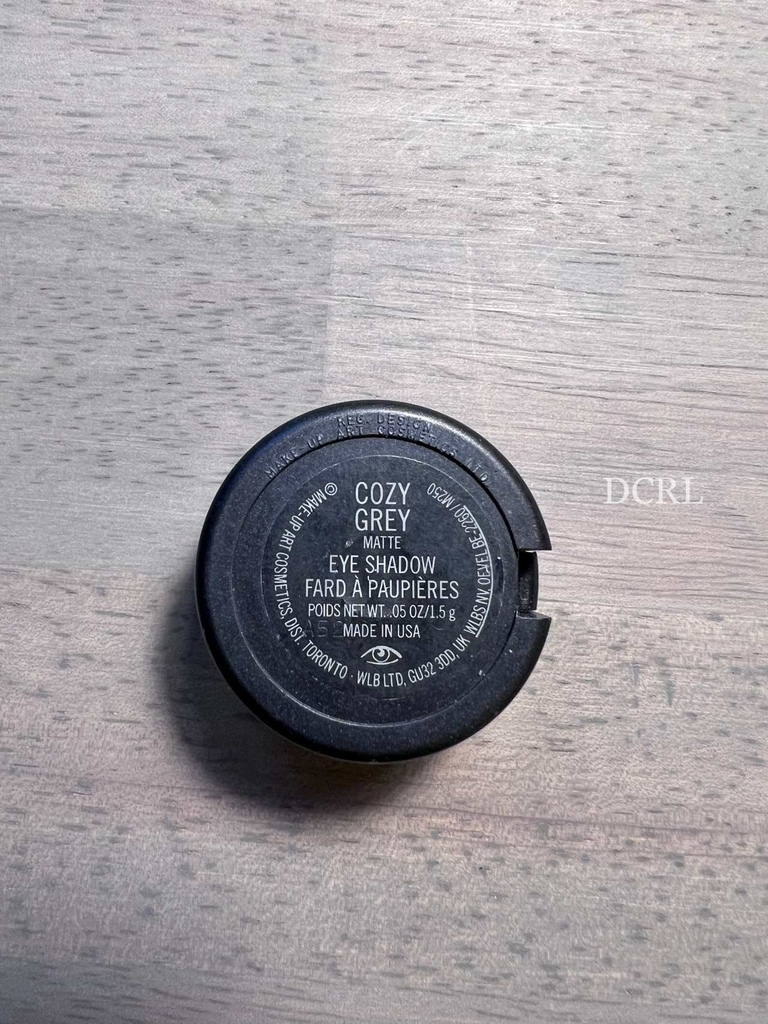 REG. DESIGN
MAKE UP ART COSMETICS LTD
COZY
GREY
MATTE
EYE SHADOW
FARD À PAUPIÈRES
POIDS NET WT. .05 OZ/1.5 g
MADE IN USA
© MAKE-UP ART COSMETICS, DIST. TORONTO · WLB LTD, GU32 3DD, UK WLBS NV, OEVEL BE-2260 / M250
DCRL